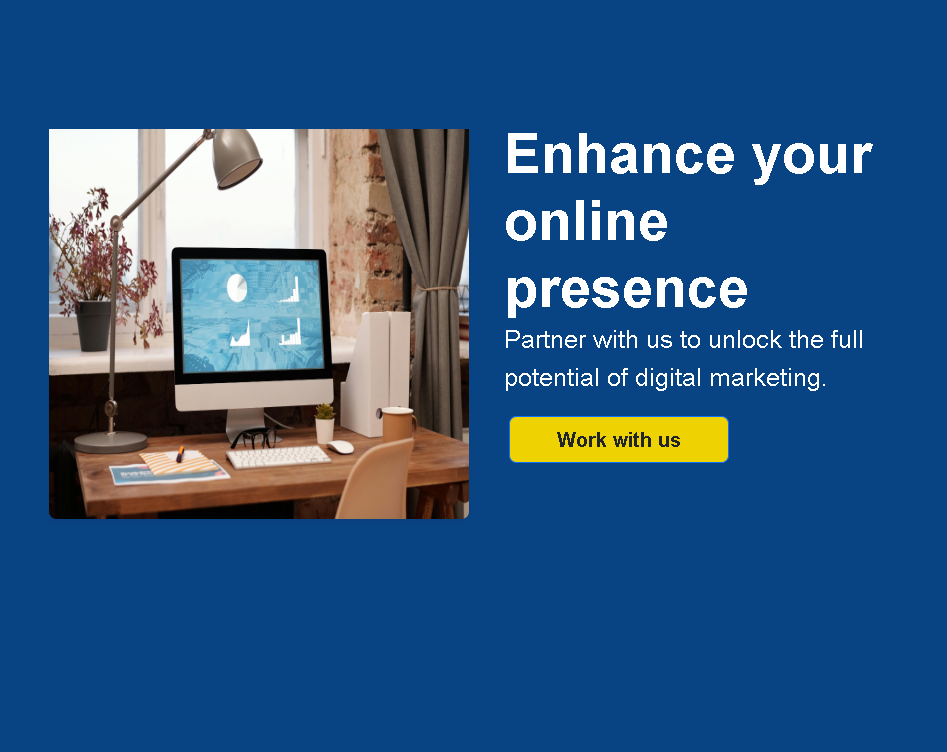 Enhance your
online
presence
Partner with us to unlock the full
potential of digital marketing.
Work with us